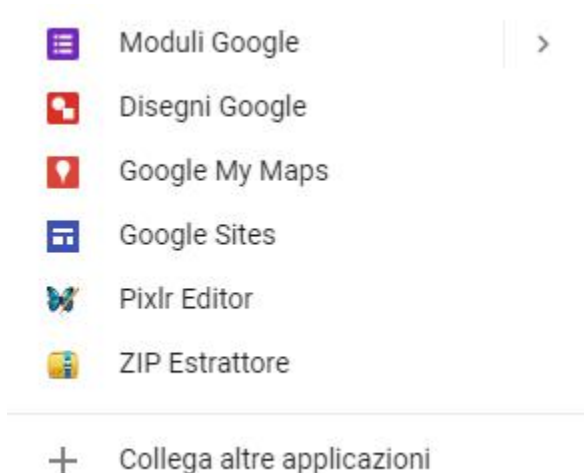 Moduli Google
Disegni Google
Google My Maps
Google Sites
Pixlr Editor
ZIP Estrattore
Collega altre applicazioni